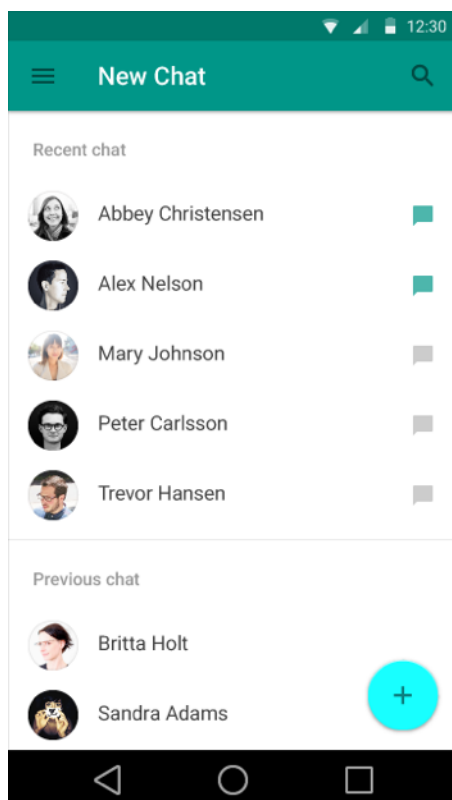 12:30
New Chat
Recent chat
Abbey Christensen
Alex Nelson
Mary Johnson
Peter Carlsson
Trevor Hansen
Previous chat
Britta Holt
Sandra Adams